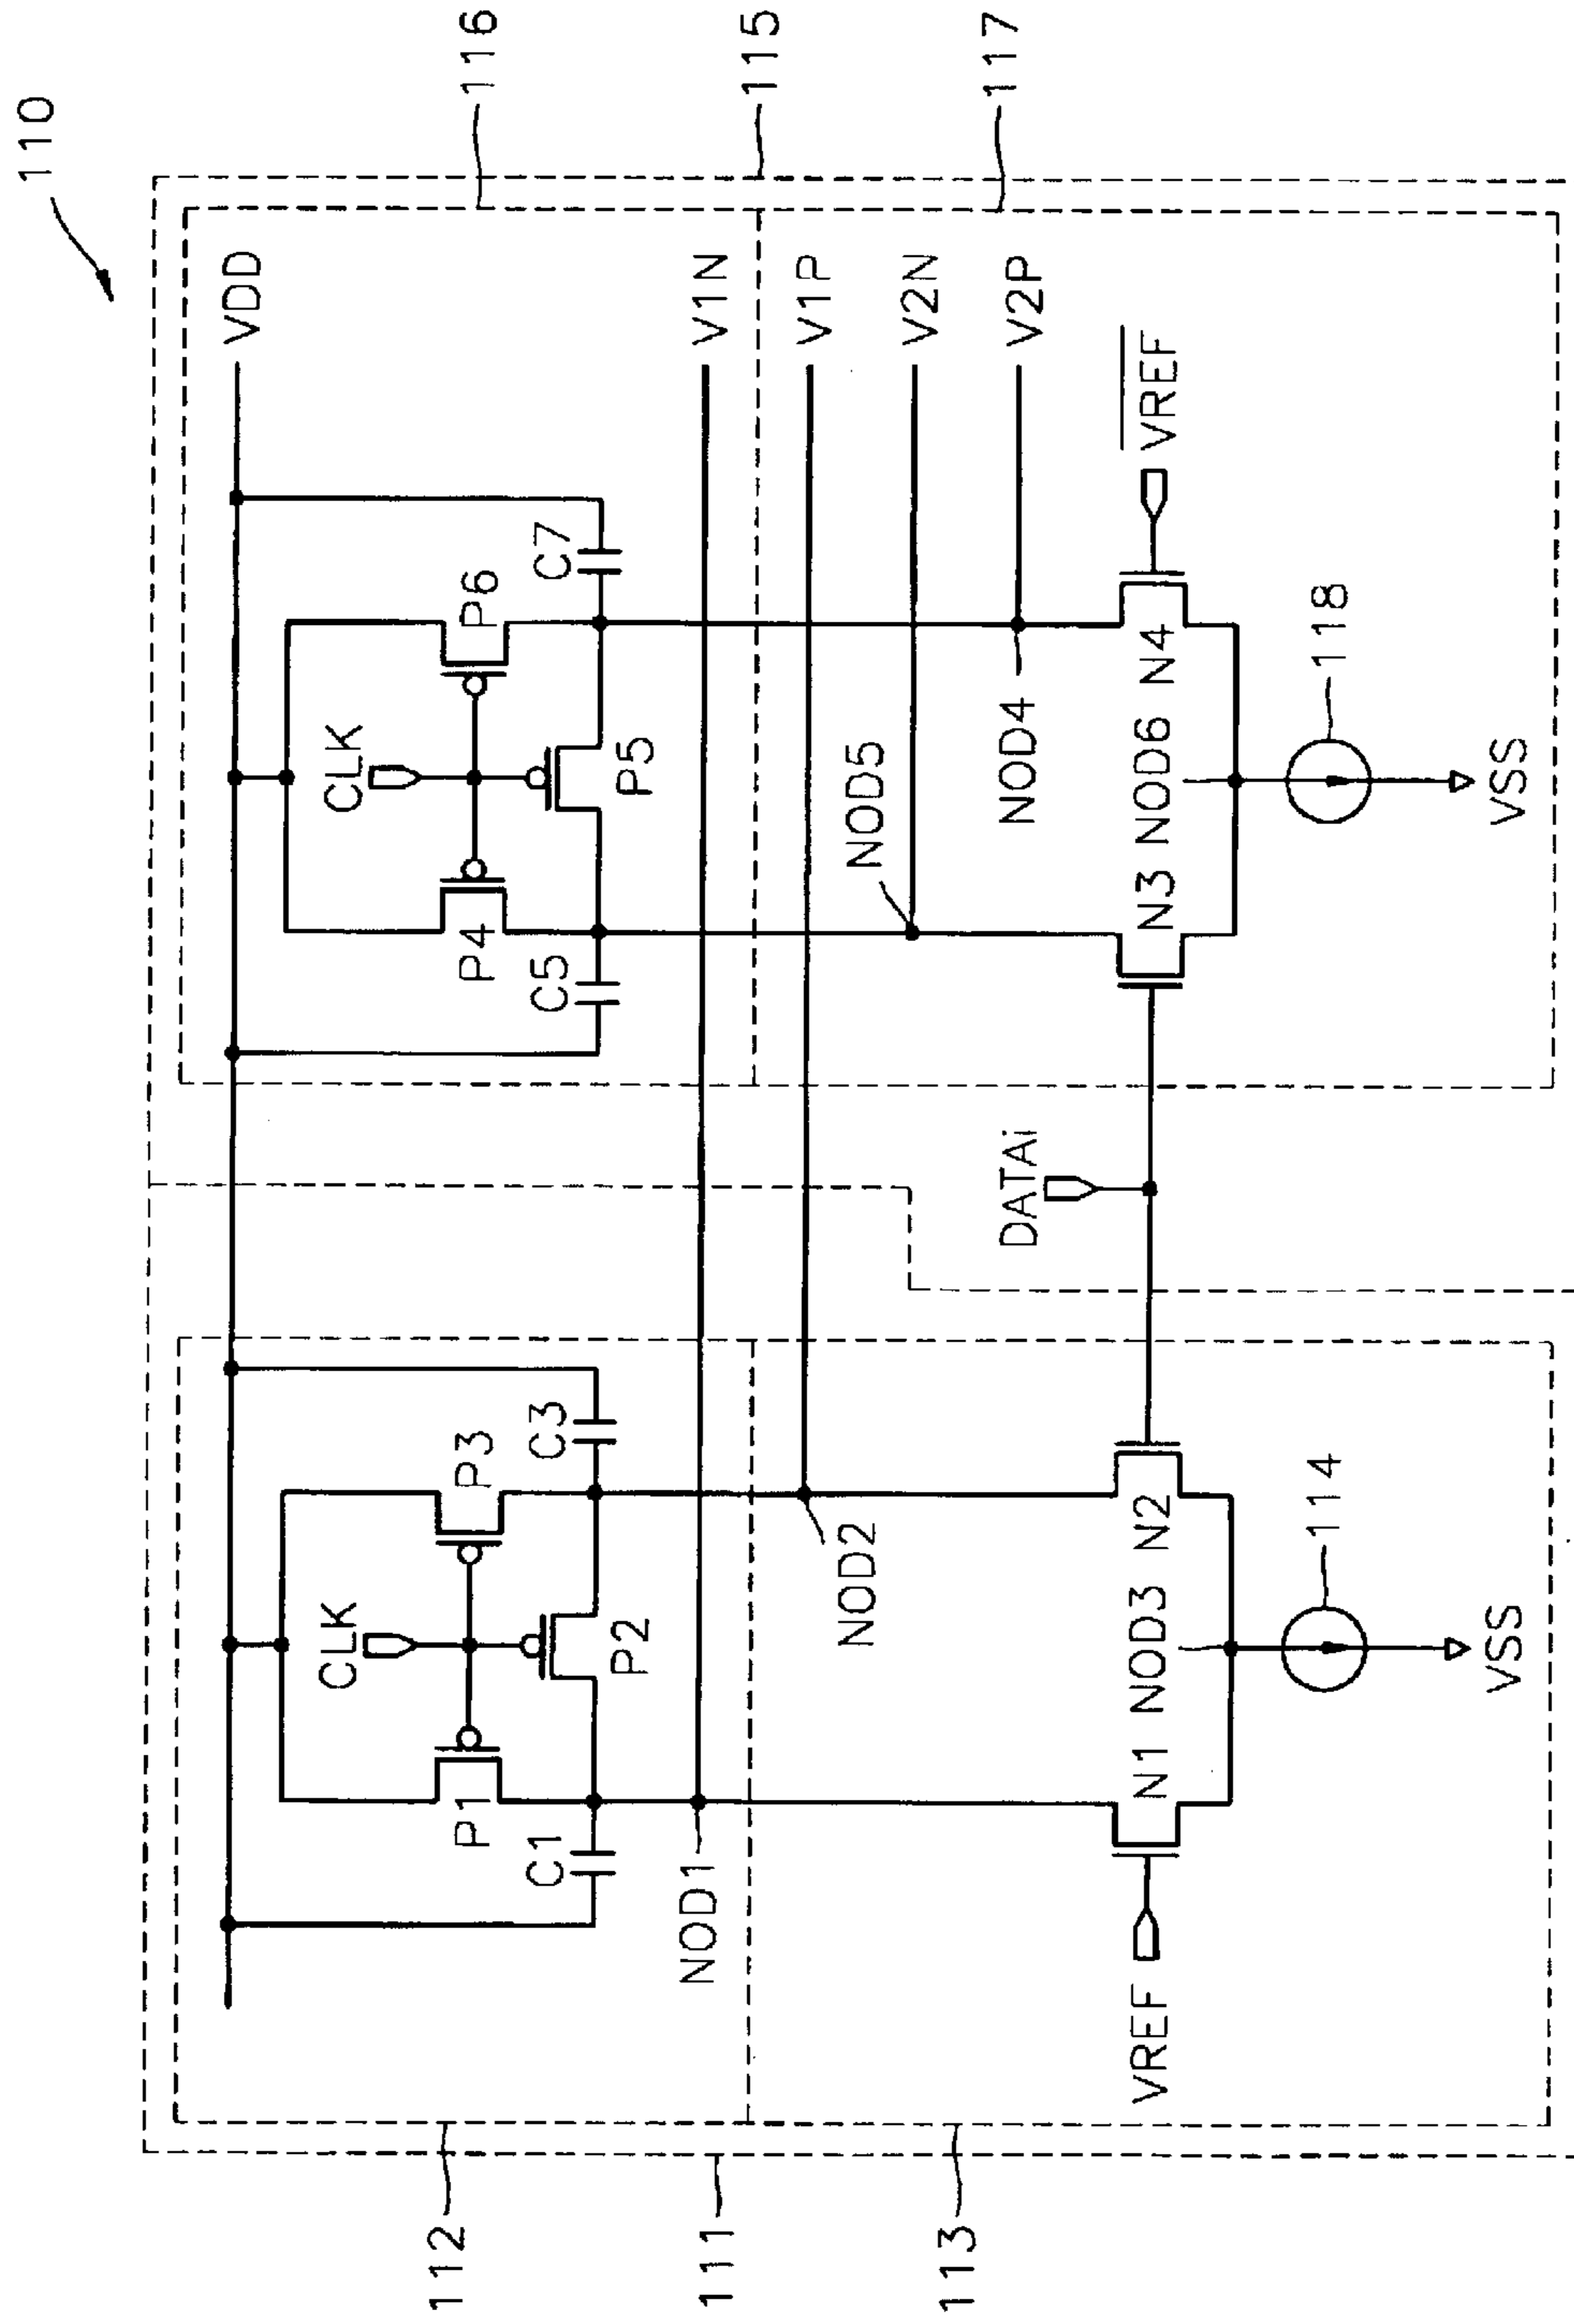 110
116
115
117
VDD
V1N
V1P
V2N
V2P
VREF
P6
C7
CLK
P5
P4
C5
NOD5
NOD4
N4
NOD6
N3
118
VSS
DATAi
P3
C3
CLK
P2
P1
C1
NOD1
NOD2
N2
NOD3
N1
114
VSS
VREF
112
111
113